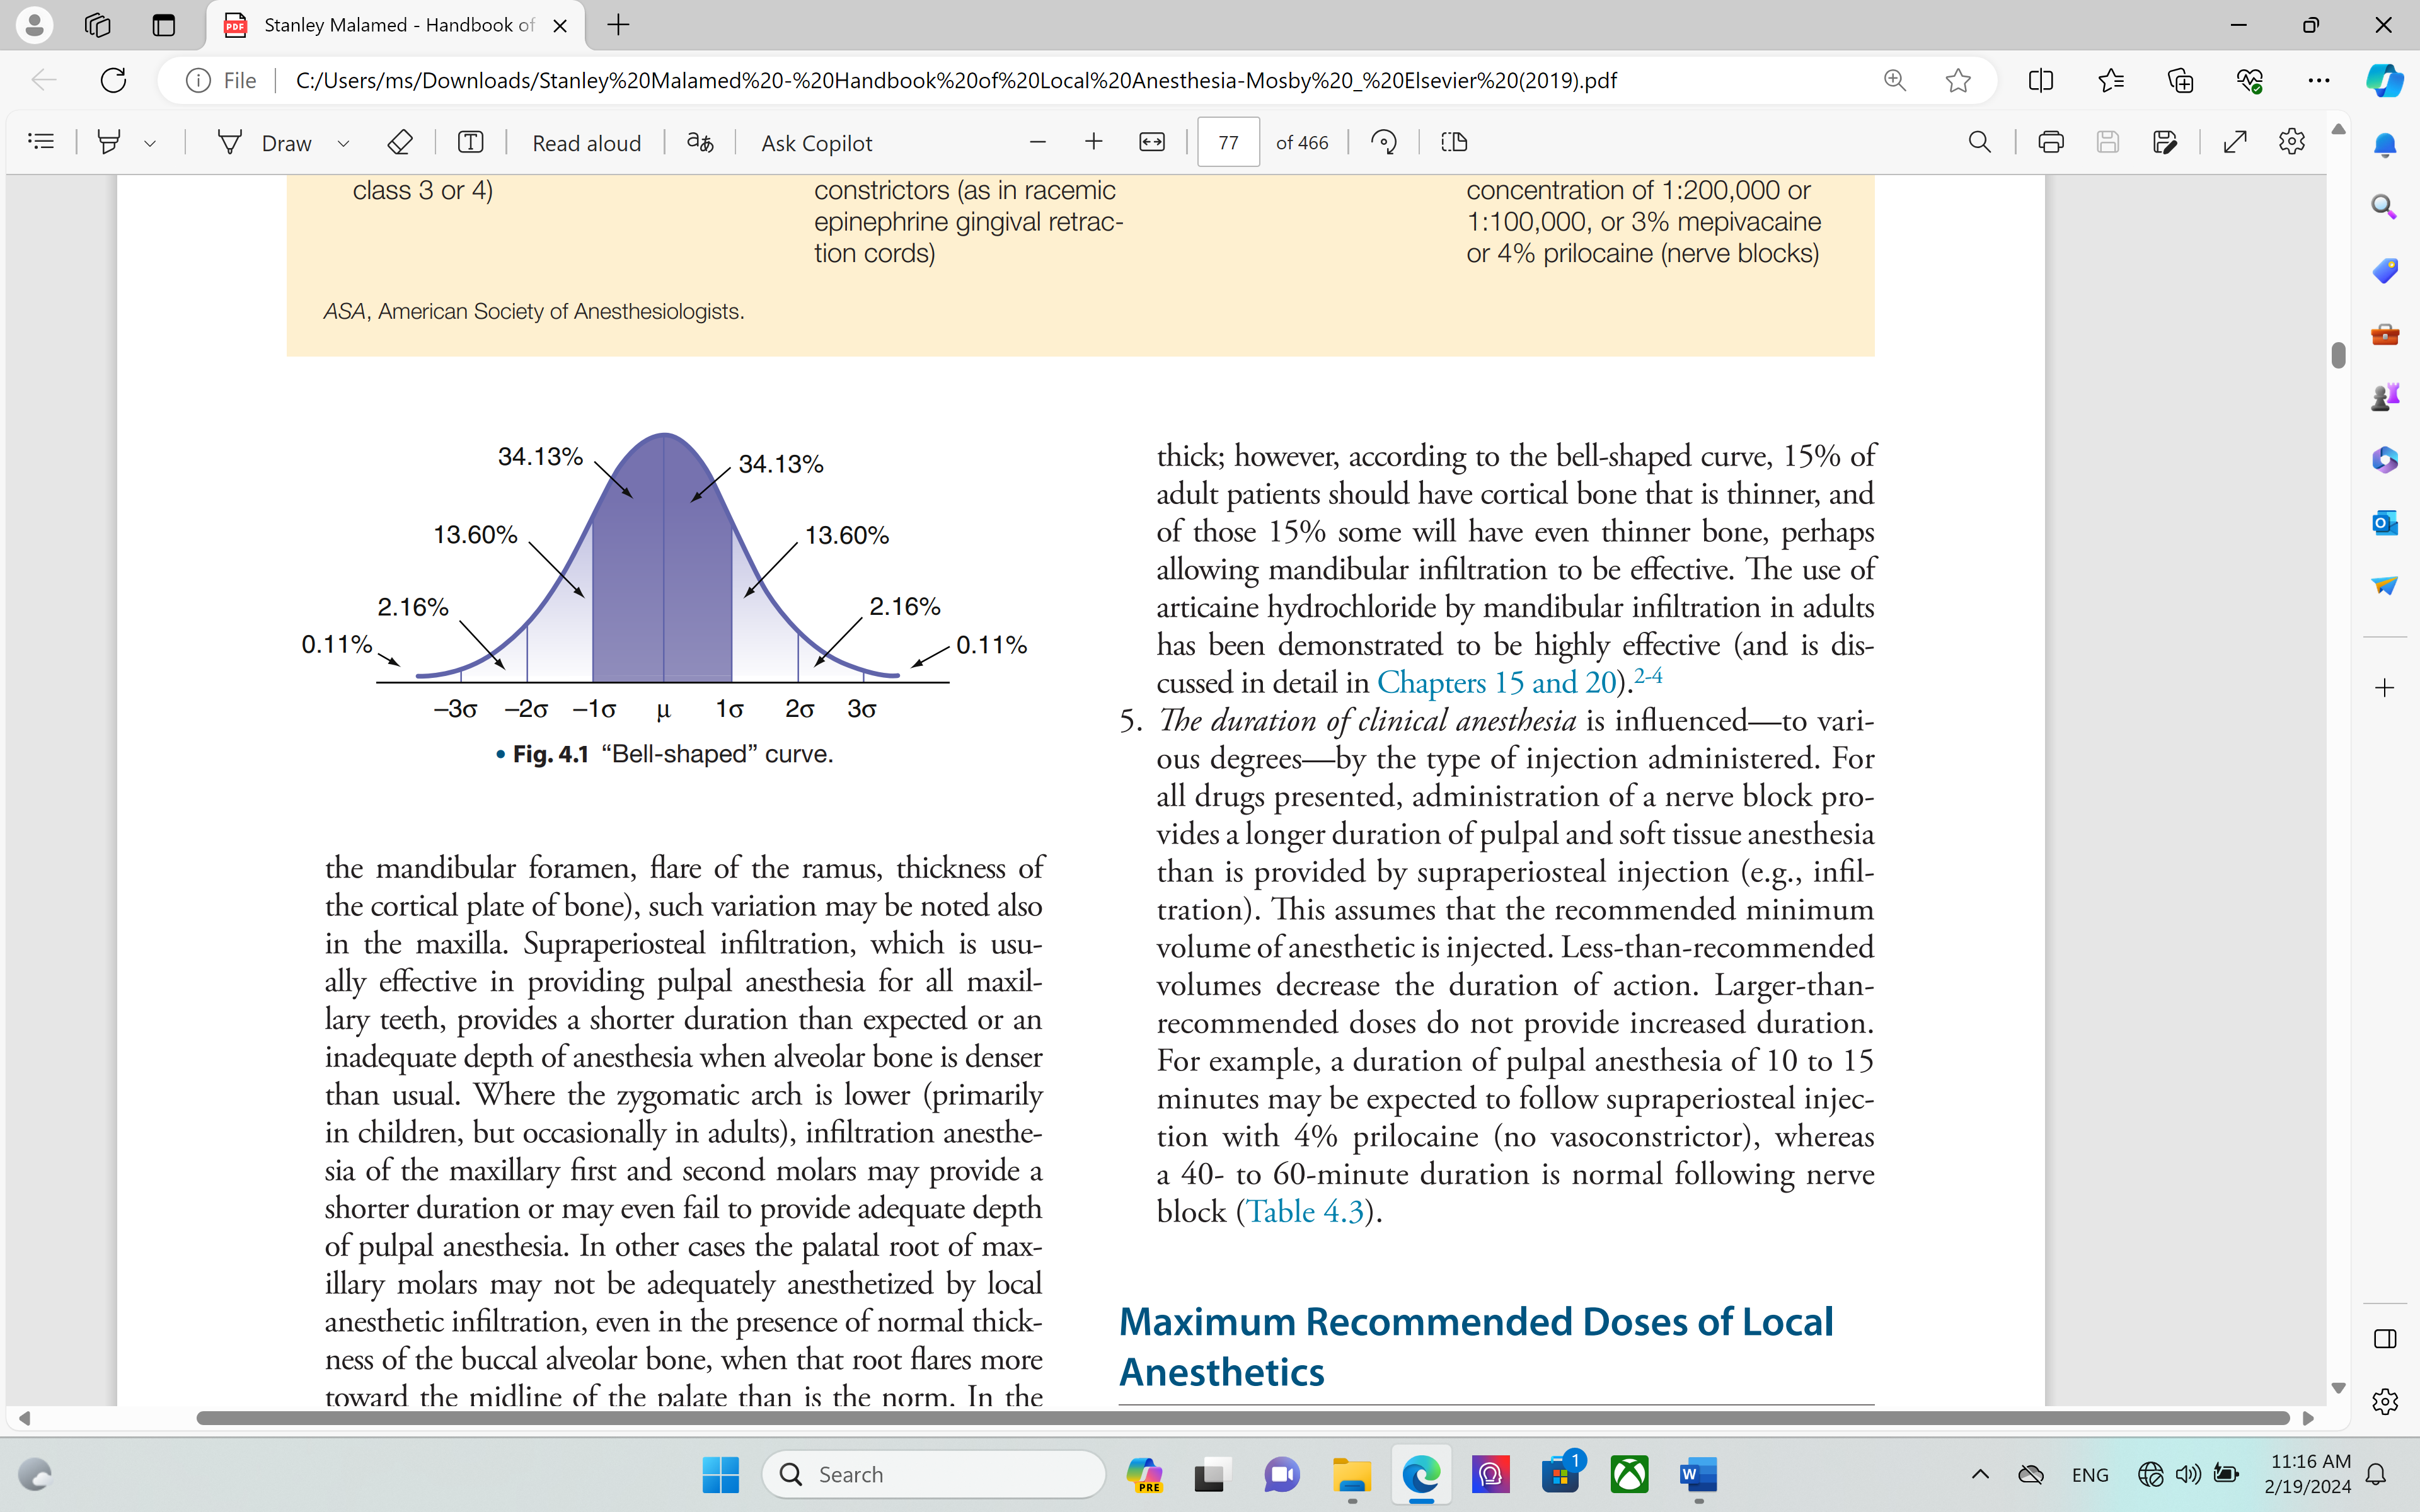 Stanley Malamed - Handbook of
File
C:/Users/ms/Downloads/Stanley%20Malamed%20-%20Handbook%20of%20Local%20Anesthesia-Mosby%20_%20Elsevier%20(2019).pdf
Draw
Read aloud
Ask Copilot
77
of 466
class 3 or 4)
constrictors (as in racemic
epinephrine gingival retrac-
tion cords)
concentration of 1:200,000 or
1:100,000, or 3% mepivacaine
or 4% prilocaine (nerve blocks)
ASA, American Society of Anesthesiologists.
34.13%
34.13%
13.60%
13.60%
2.16%
2.16%
0.11%
0.11%
–3σ –2σ –1σ μ 1σ 2σ 3σ
• Fig. 4.1 “Bell-shaped” curve.
the mandibular foramen, flare of the ramus, thickness of
the cortical plate of bone), such variation may be noted also
in the maxilla. Supraperiosteal infiltration, which is usu-
ally effective in providing pulpal anesthesia for all maxil-
lary teeth, provides a shorter duration than expected or an
inadequate depth of anesthesia when alveolar bone is denser
than usual. Where the zygomatic arch is lower (primarily
in children, but occasionally in adults), infiltration anesthe-
sia of the maxillary first and second molars may provide a
shorter duration or may even fail to provide adequate depth
of pulpal anesthesia. In other cases the palatal root of max-
illary molars may not be adequately anesthetized by local
anesthetic infiltration, even in the presence of normal thick-
ness of the buccal alveolar bone, when that root flares more
toward the midline of the palate than is the norm. In the
thick; however, according to the bell-shaped curve, 15% of
adult patients should have cortical bone that is thinner, and
of those 15% some will have even thinner bone, perhaps
allowing mandibular infiltration to be effective. The use of
articaine hydrochloride by mandibular infiltration in adults
has been demonstrated to be highly effective (and is dis-
cussed in detail in Chapters 15 and 20).2-4
5. The duration of clinical anesthesia is influenced—to vari-
ous degrees—by the type of injection administered. For
all drugs presented, administration of a nerve block pro-
vides a longer duration of pulpal and soft tissue anesthesia
than is provided by supraperiosteal injection (e.g., infil-
tration). This assumes that the recommended minimum
volume of anesthetic is injected. Less-than-recommended
volumes decrease the duration of action. Larger-than-
recommended doses do not provide increased duration.
For example, a duration of pulpal anesthesia of 10 to 15
minutes may be expected to follow supraperiosteal injec-
tion with 4% prilocaine (no vasoconstrictor), whereas
a 40- to 60-minute duration is normal following nerve
block (Table 4.3).
Maximum Recommended Doses of Local
Anesthetics
Search
PRE
1
ENG
11:16 AM
2/19/2024